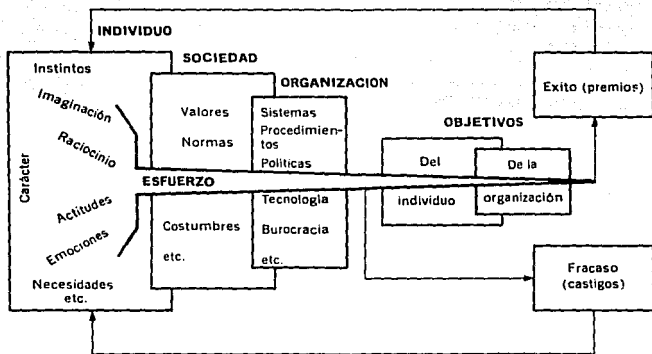 INDIVIDUO
Instintos
Imaginación
Raciocinio
Carácter
Actitudes
Emociones
Necesidades
etc.
SOCIEDAD
Valores
Normas
ESFUERZO
Costumbres
etc.
ORGANIZACION
Sistemas
Procedimien-
tos
Políticas
Tecnología
Burocracia
etc.
OBJETIVOS
Del
individuo
De la
organización
Exito (premios)
Fracaso
(castigos)